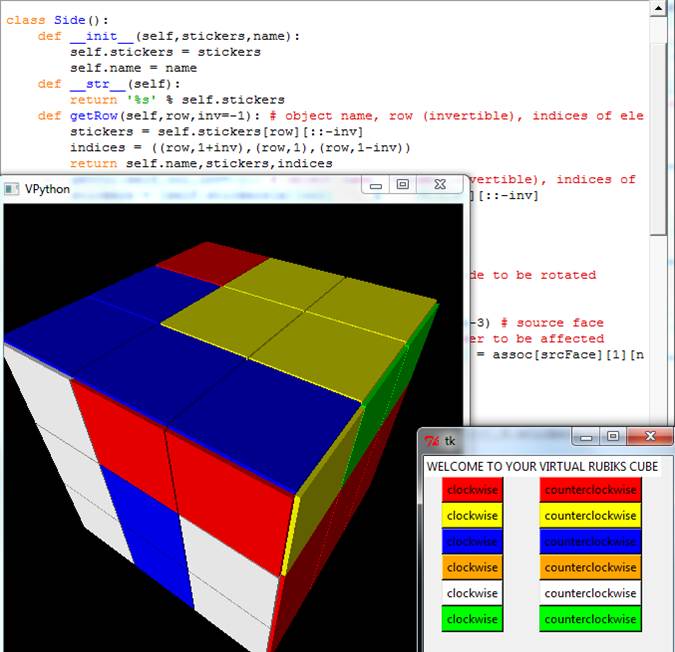 class Side():
def __init__(self,stickers,name):
self.stickers = stickers
self.name = name
def __str__(self):
return '%s' % self.stickers
def getRow(self,row,inv=-1): # object name, row (invertible), indices of ele
stickers = self.stickers[row][::-inv]
indices = ((row,1+inv),(row,1),(row,1-inv))
return self.name,stickers,indices
VPython
vertible), indices of
][::-inv]
de to be rotated
-3) # source face
er to be affected
= assoc[srcFace][1][n
tk
WELCOME TO YOUR VIRTUAL RUBIKS CUBE
clockwise counterclockwise
clockwise counterclockwise
clockwise counterclockwise
clockwise counterclockwise
clockwise counterclockwise
clockwise counterclockwise